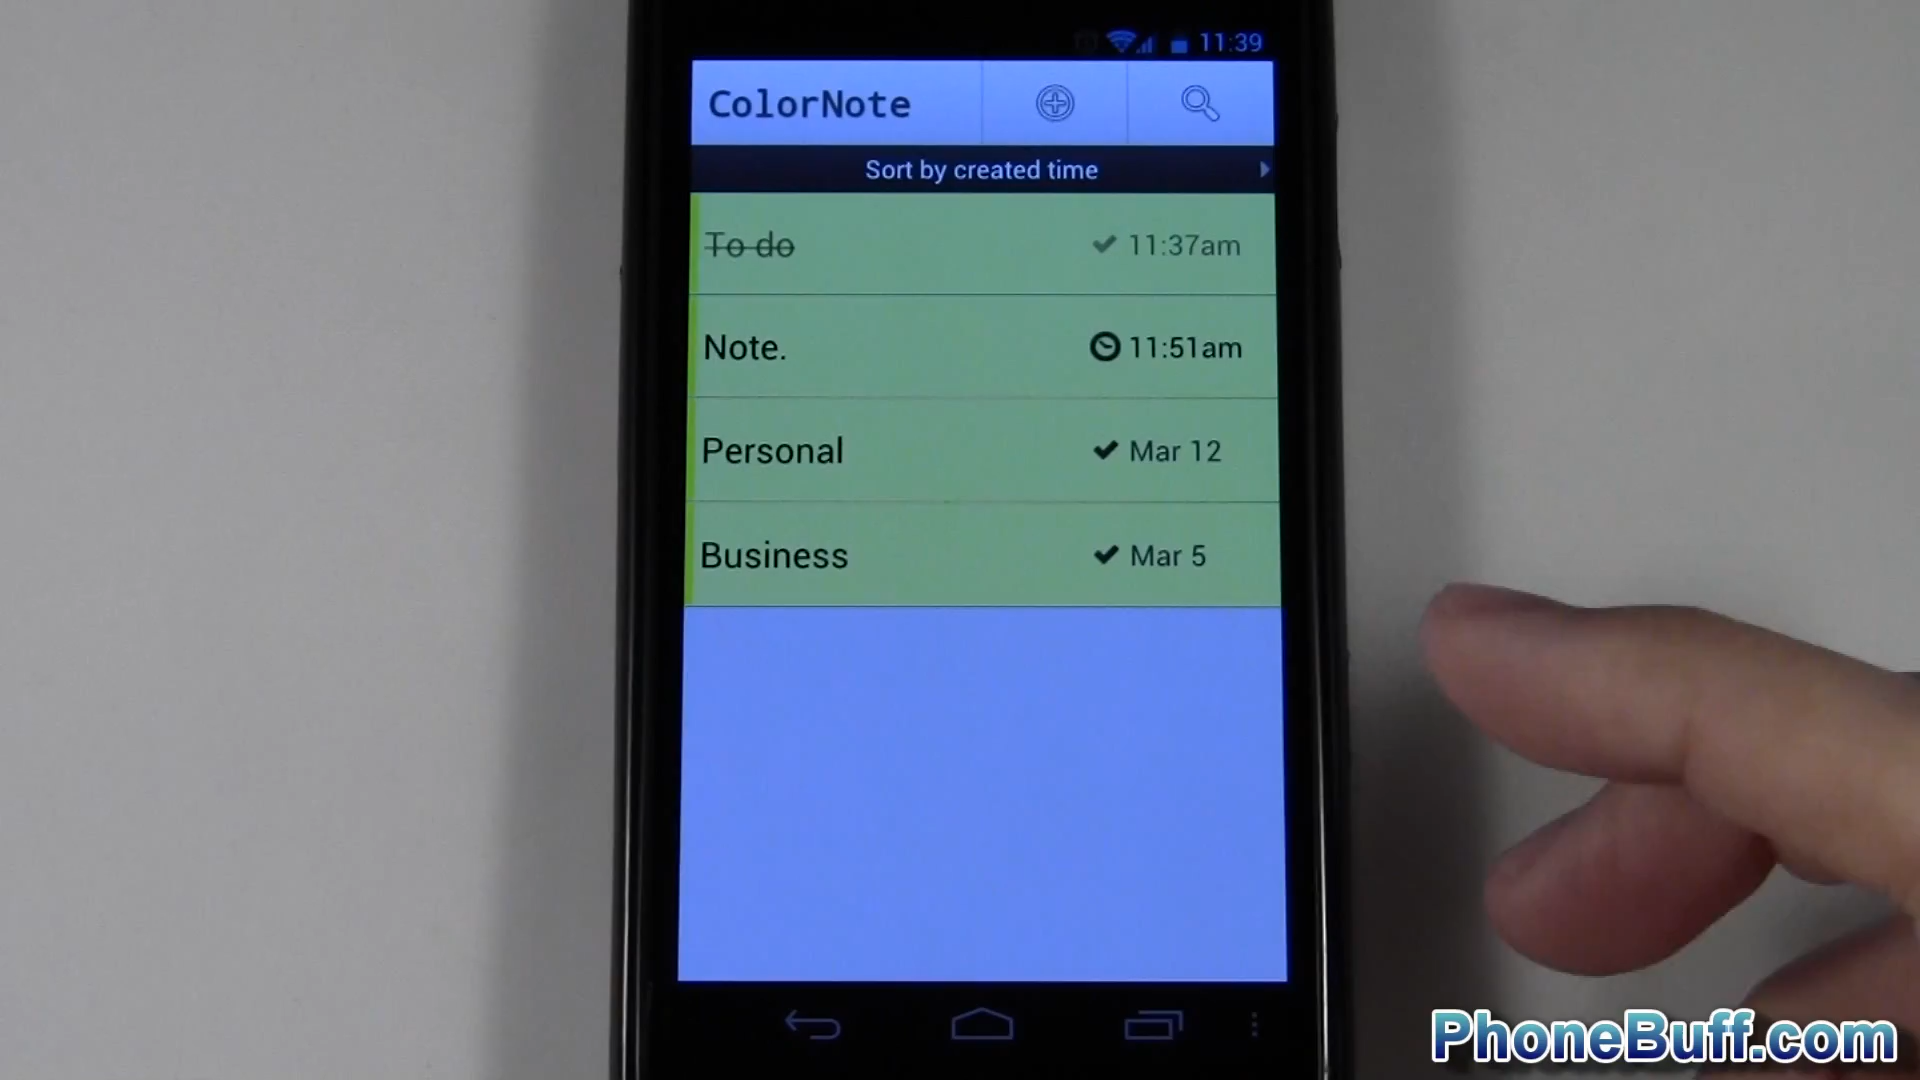 11:39
ColorNote
Sort by created time
To do 11:37am
Note. 11:51am
Personal Mar 12
Business Mar 5
PhoneBuff.com